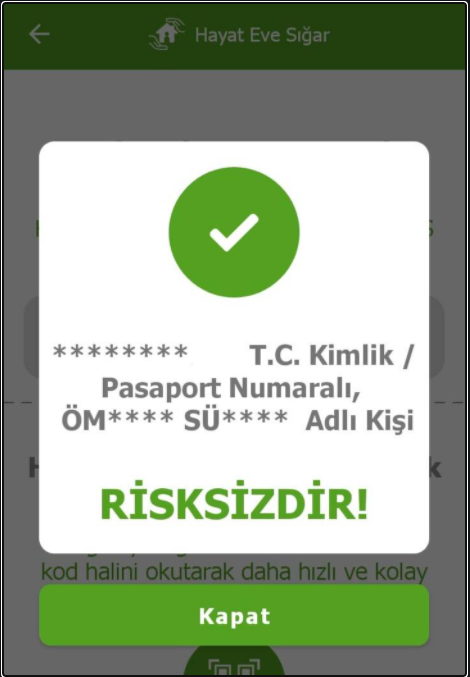 Hayat Eve Sığar
******** T.C. Kimlik /
Pasaport Numaralı,
ÖM**** SÜ**** Adlı Kişi
RİSKSİZDİR!
kod halini okutarak daha hızlı ve kolay
Kapat